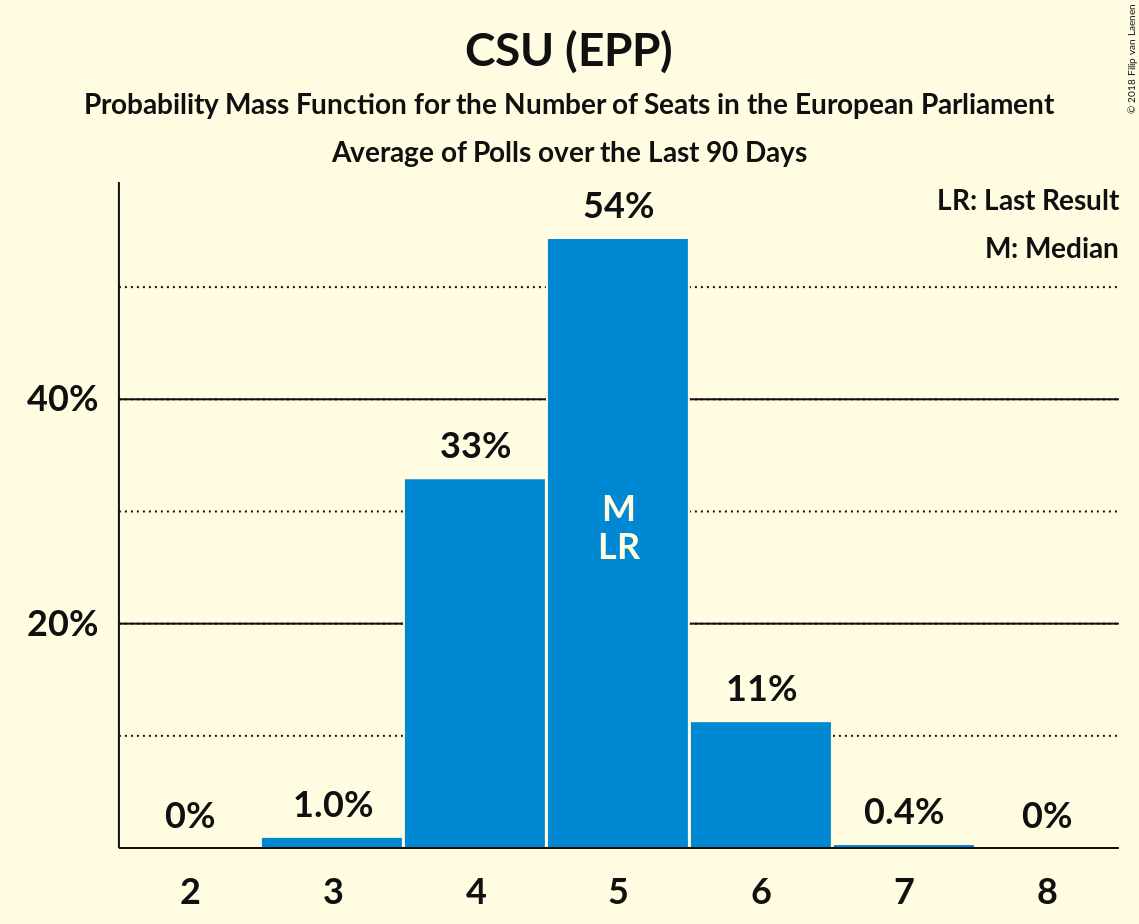 CSU (EPP)
Probability Mass Function for the Number of Seats in the European Parliament
Average of Polls over the Last 90 Days
© 2018 Filip van Laenen
LR: Last Result
M: Median
54%
40%
33%
M
LR
20%
11%
0%
1.0%
0.4%
0%
2
3
4
5
6
7
8